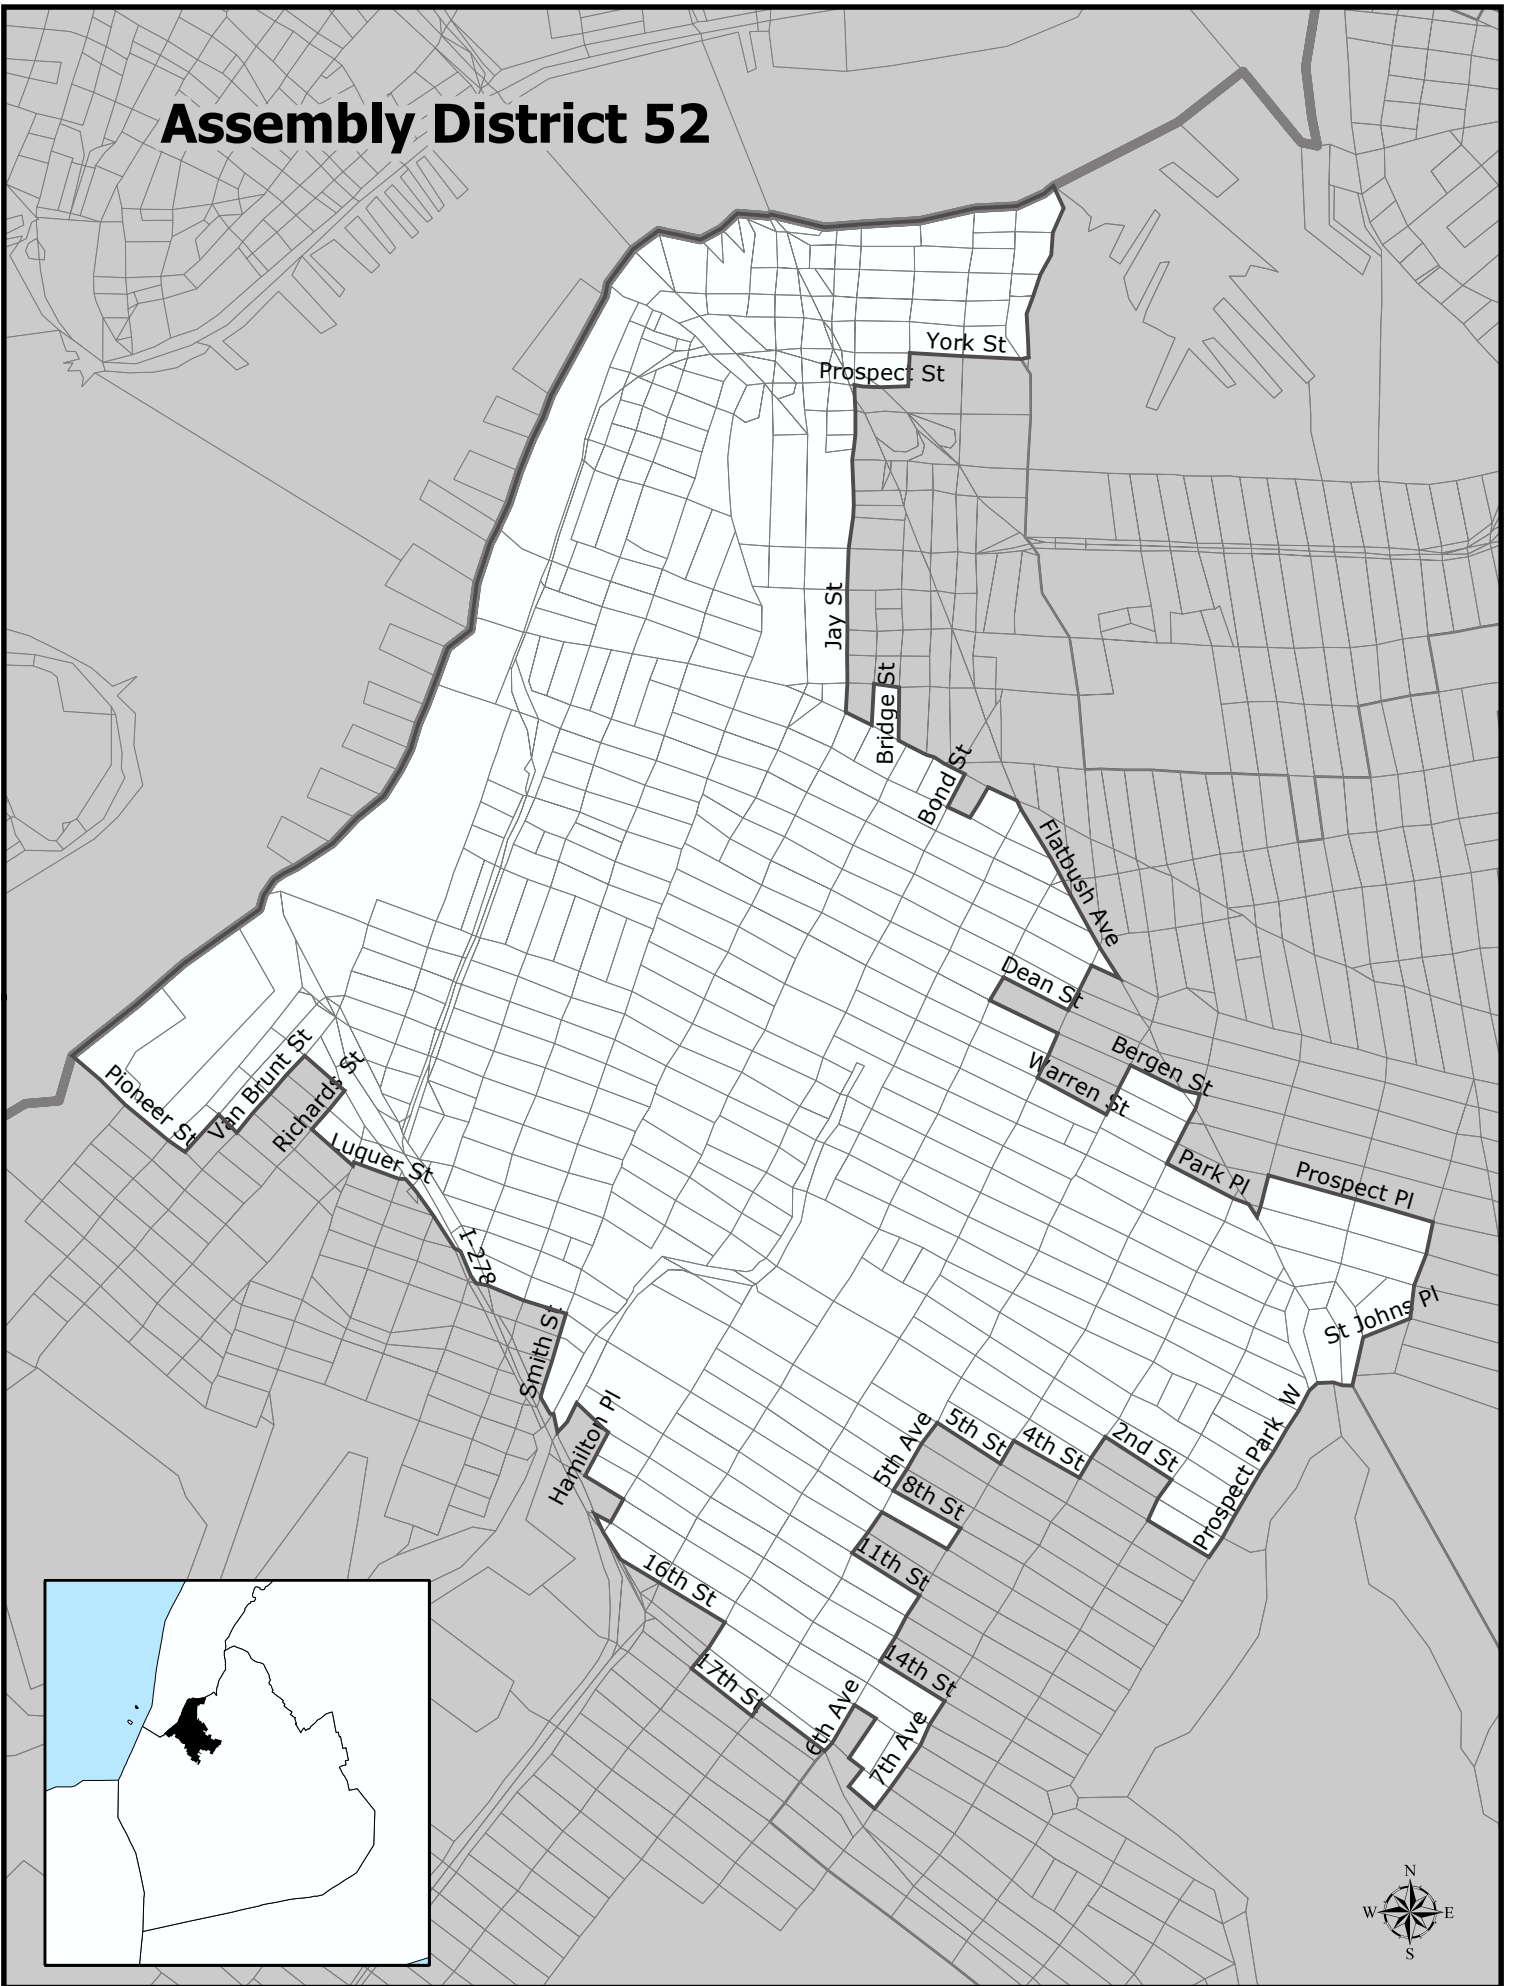 Assembly District 52
York St
Prospect St
Jay St
Bridge St
Bond St
Flatbush Ave
Dean St
Bergen St
Warren St
Pioneer St
Van Brunt St
Richards St
Luquer St
Park Pl
Prospect Pl
I-278
St Johns Pl
Smith St
Hamilton Pl
Prospect Park W
5th Ave
5th St
4th St
2nd St
8th St
11th St
16th St
14th St
17th St
6th Ave
7th Ave
N
W
E
S